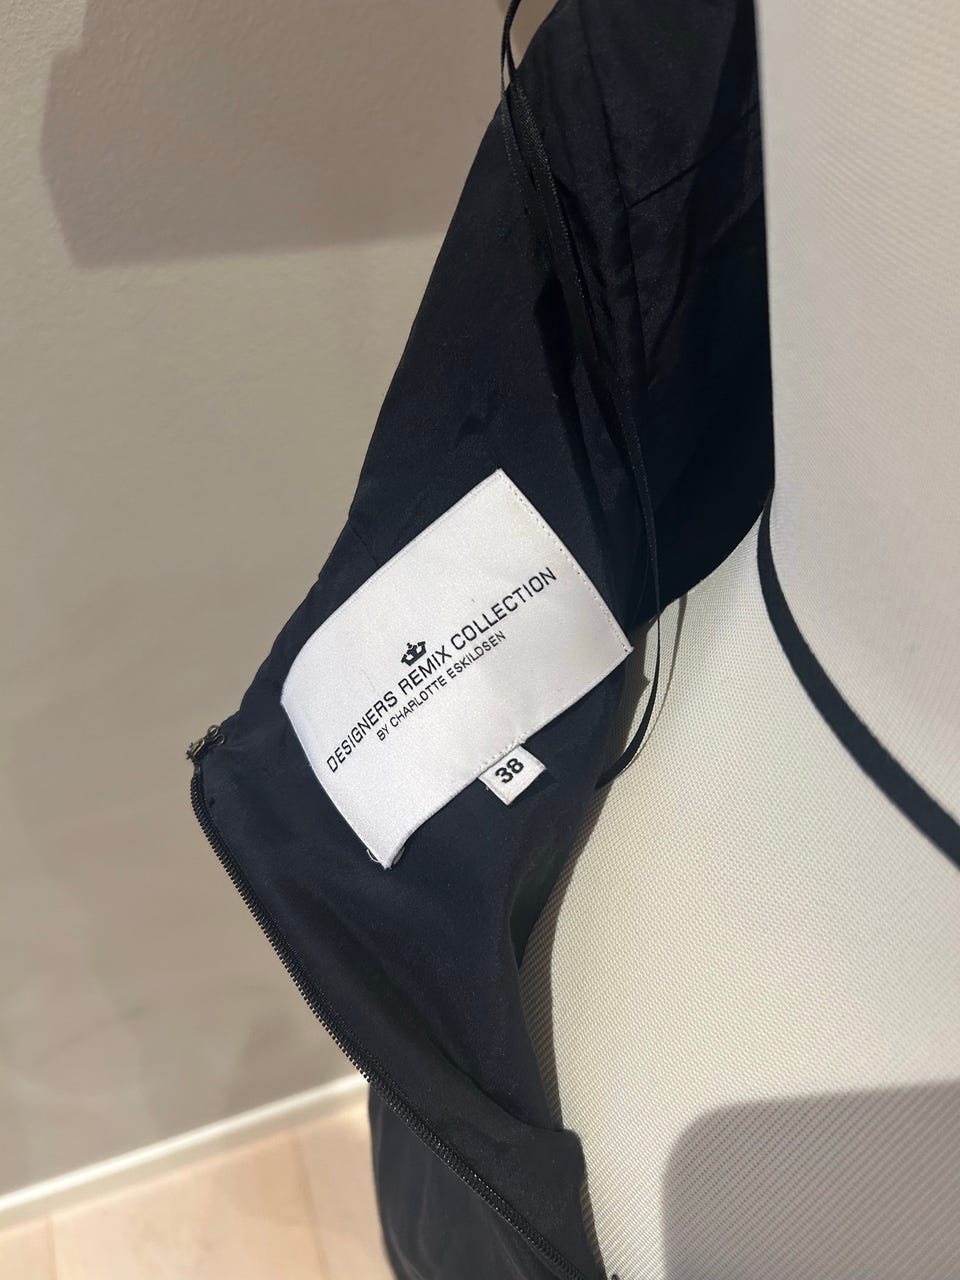 DESIGNERS REMIX COLLECTION
BY CHARLOTTE ESKILDSEN
38